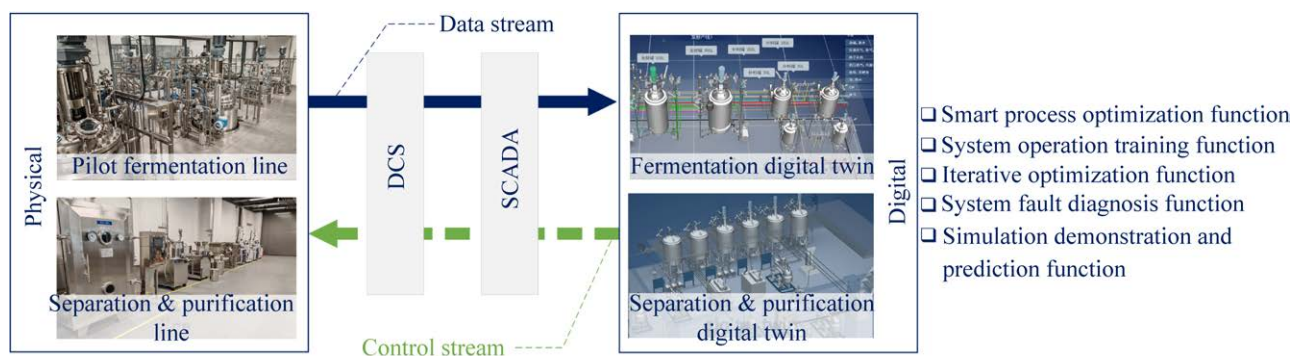 Data stream
Physical
Pilot fermentation line
Separation & purification
line
DCS
SCADA
Control stream
Fermentation digital twin
Separation & purification
digital twin
Digital
❑ Smart process optimization function
❑ System operation training function
❑ Iterative optimization function
❑ System fault diagnosis function
❑ Simulation demonstration and
prediction function